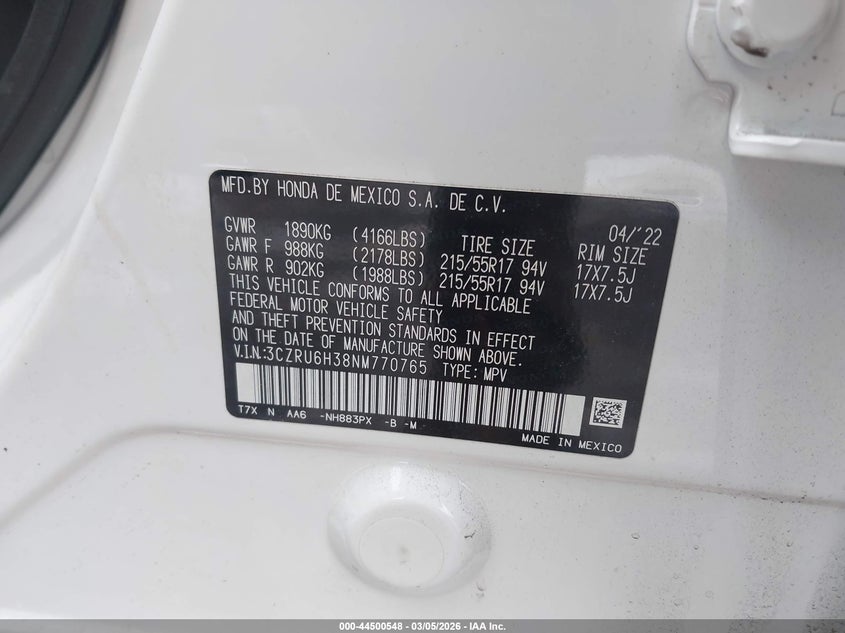 MFD.BY HONDA DE MEXICO S.A. DE C.V.
04/'22
GVWR 1890KG (4166LBS) TIRE SIZE RIM SIZE
GAWR F 988KG (2178LBS) 215/55R17 94V 17X7.5J
GAWR R 902KG (1988LBS) 215/55R17 94V 17X7.5J
THIS VEHICLE CONFORMS TO ALL APPLICABLE
FEDERAL MOTOR VEHICLE SAFETY
AND THEFT PREVENTION STANDARDS IN EFFECT
ON THE DATE OF MANUFACTURE SHOWN ABOVE.
V.I.N.:3CZRU6H38NM770765 TYPE: MPV
T7X N AA6 -NH883PX -B -M
MADE IN MEXICO
000-44500548 - 03/05/2026 - IAA Inc.